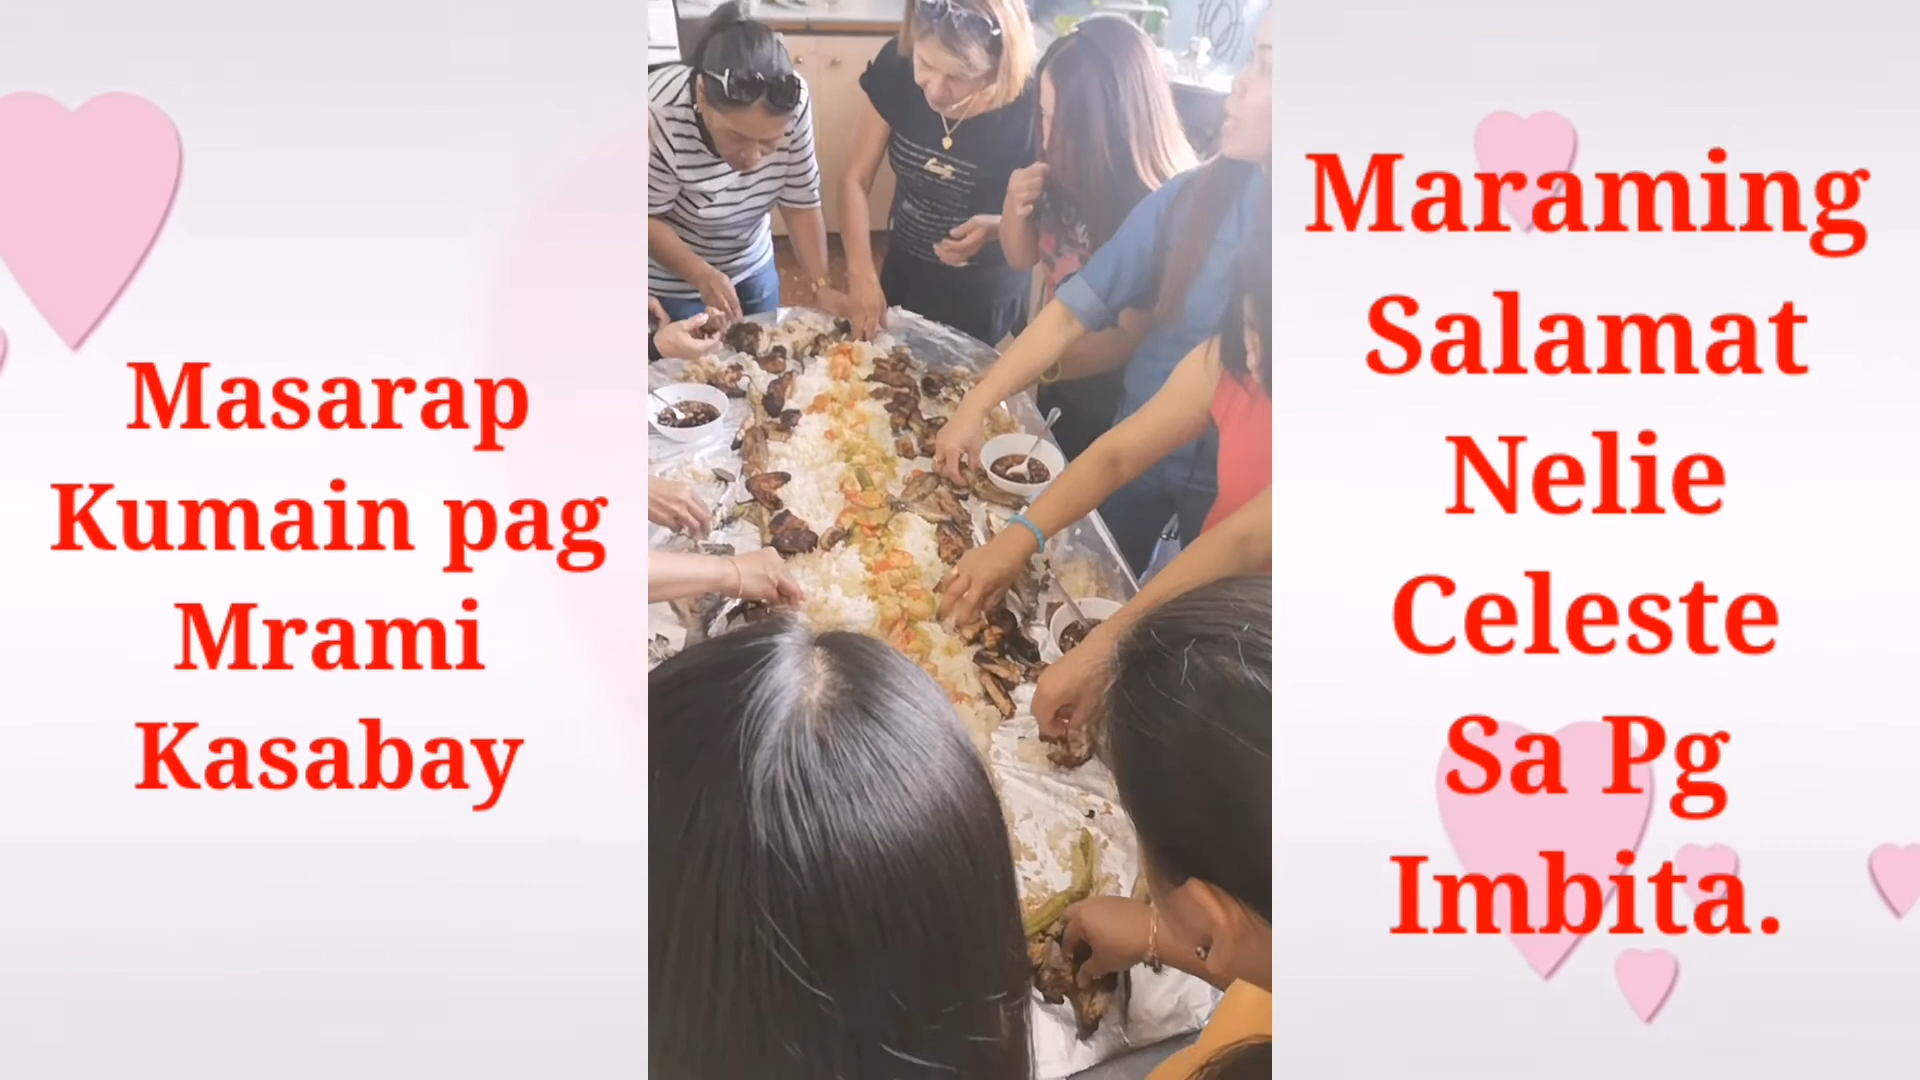 Masarap
Kumain pag
Mrami
Kasabay
Maraming
Salamat
Nelie
Celeste
Sa Pg
Imbita.